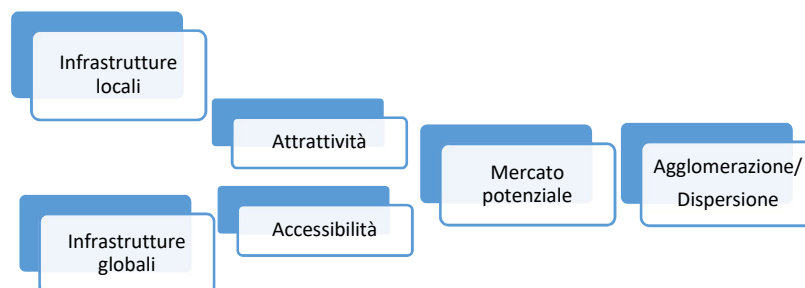 Infrastrutture
locali
Attrattività
Mercato
potenziale
Agglomerazione/
Dispersione
Infrastrutture
globali
Accessibilità